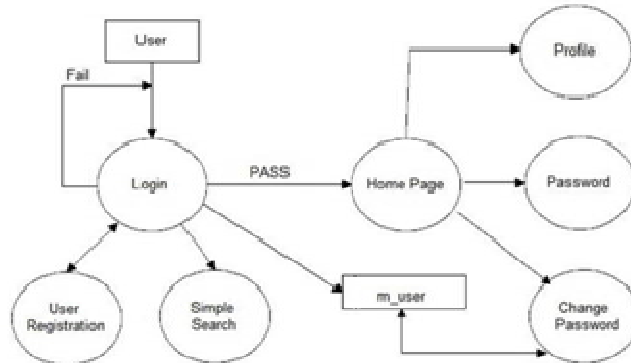 User
Profile
Fail
Login
PASS
Home Page
Password
User
Registration
Simple
Search
m_user
Change
Password